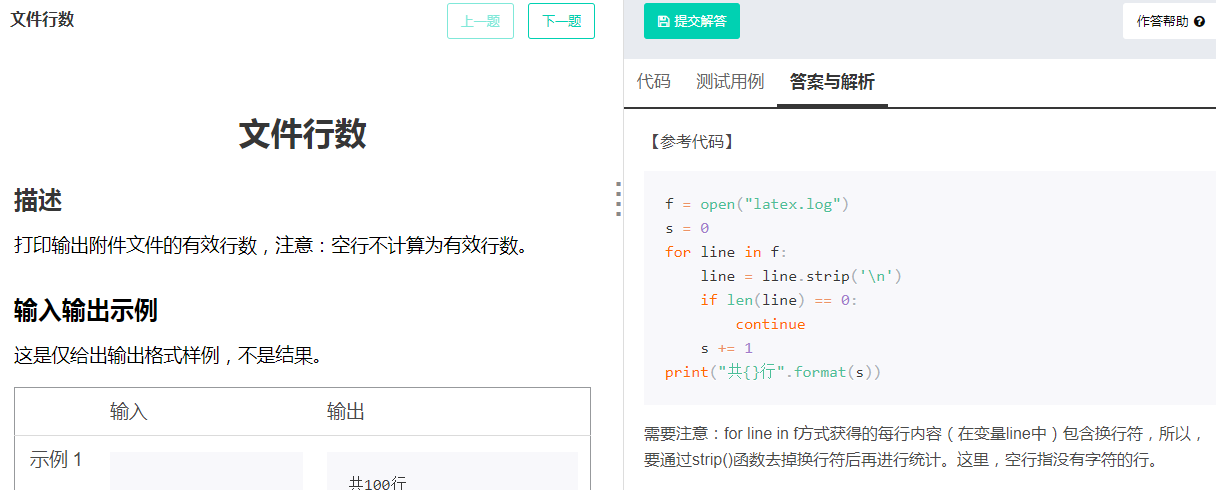 文件行数
上一题
下一题
文件行数
描述
打印输出附件文件的有效行数，注意：空行不计算为有效行数。
输入输出示例
这是仅给出输出格式样例，不是结果。
输入 输出
示例 1
共100行
提交解答
作答帮助
代码 测试用例 答案与解析
【参考代码】
f = open("latex.log")
s = 0
for line in f:
    line = line.strip('\n')
    if len(line) == 0:
        continue
    s += 1
print("共{}行".format(s))
需要注意：for line in f方式获得的每行内容（在变量line中）包含换行符，所以，
要通过strip()函数去掉换行符后再进行统计。这里，空行指没有字符的行。